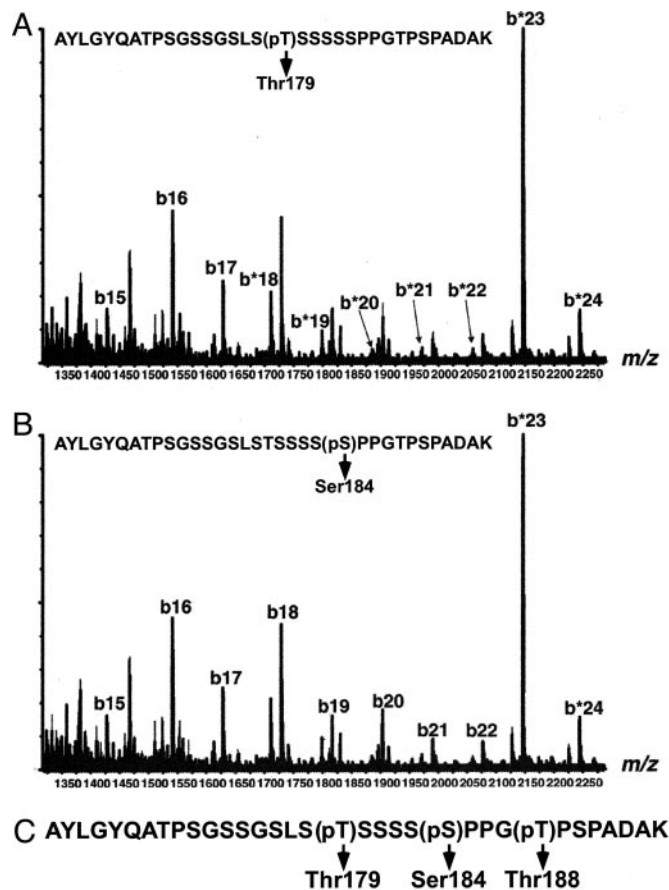 A
AYLGYQATPSGSSGSLS(pT)SSSSSPPGTPSPADAK
Thr179
b*23
b16
b15
b17
b*18
b*19
b*20
b*21
b*22
b*24
1350 1400 1450 1500 1550 1600 1650 1700 1750 1800 1850 1900 1950 2000 2050 2100 2150 2200 2250
m/z
B
AYLGYQATPSGSSGSLSTSSSS(pS)PPGTPSPADAK
Ser184
b*23
b16
b18
b15
b17
b19
b20
b21
b22
b*24
1350 1400 1450 1500 1550 1600 1650 1700 1750 1800 1850 1900 1950 2000 2050 2100 2150 2200 2250
m/z
C
AYLGYQATPSGSSGSLS(pT)SSSS(pS)PPG(pT)PSPADAK
Thr179 Ser184 Thr188